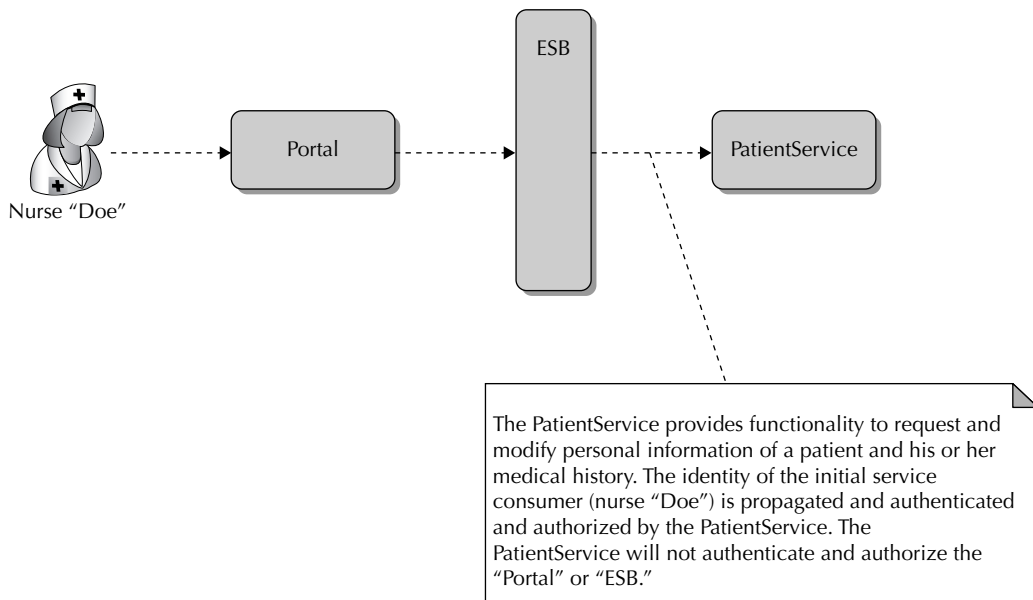 ESB
Portal
PatientService
Nurse “Doe”
The PatientService provides functionality to request and
modify personal information of a patient and his or her
medical history. The identity of the initial service
consumer (nurse “Doe”) is propagated and authenticated
and authorized by the PatientService. The
PatientService will not authenticate and authorize the
“Portal” or “ESB.”